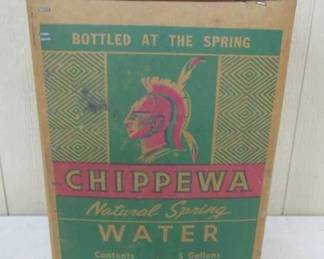 BOTTLED AT THE SPRING
CHIPPEWA
Natural Spring
WATER
Contents 5 Gallons